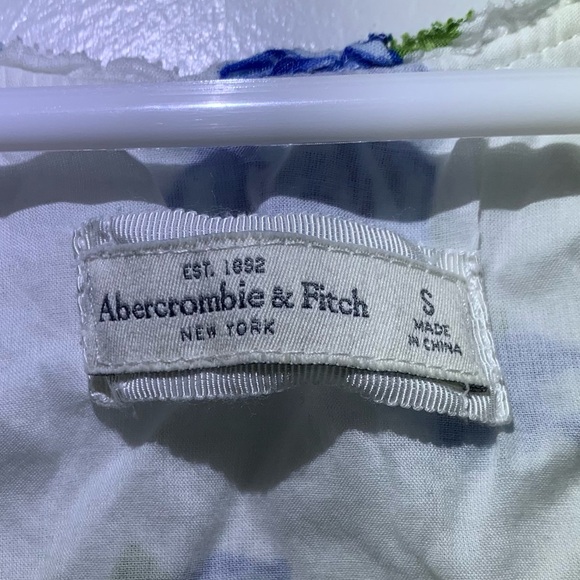 EST. 1892
Abercrombie & Fitch
NEW YORK
S
MADE
IN CHINA